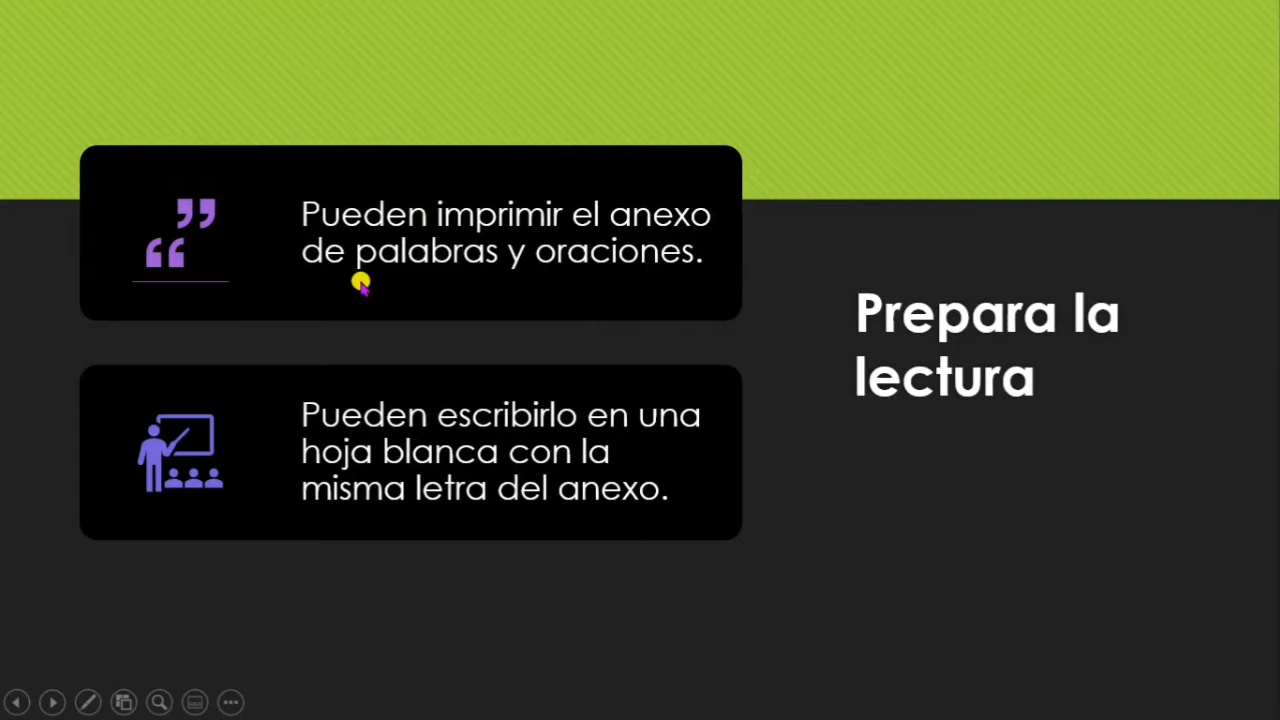 Pueden imprimir el anexo
de palabras y oraciones.
Pueden escribirlo en una
hoja blanca con la
misma letra del anexo.
Prepara la
lectura